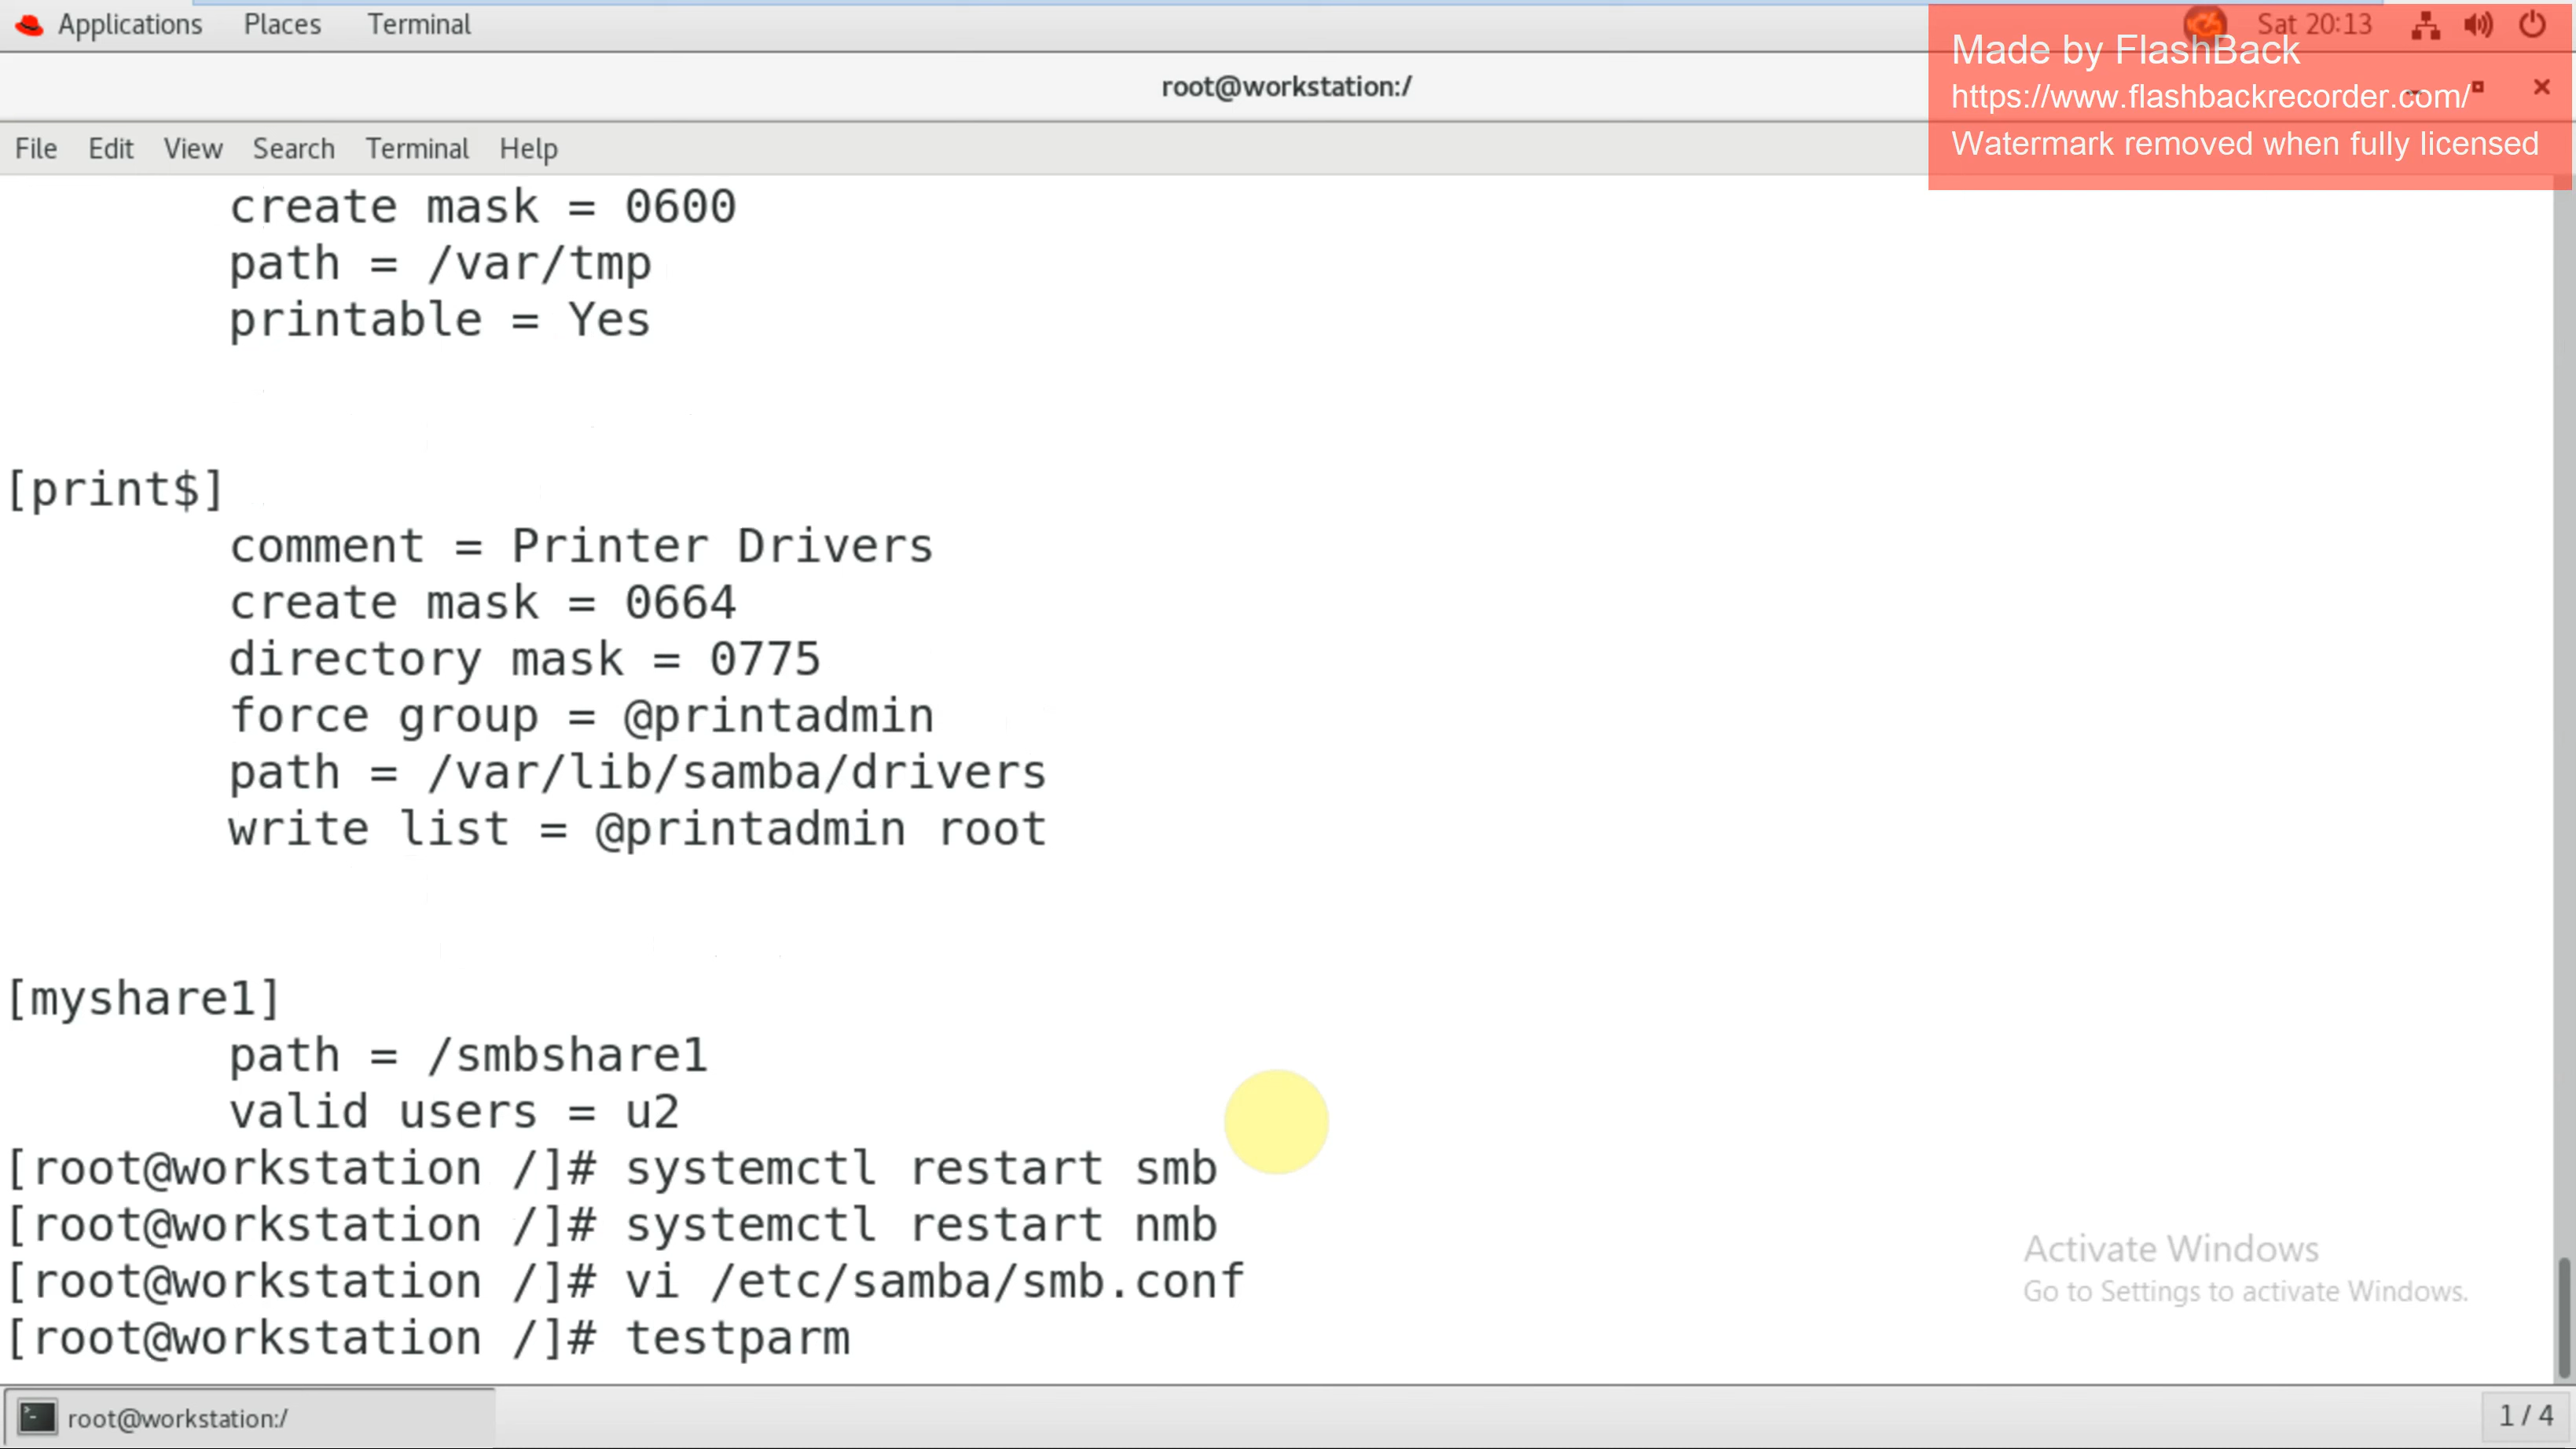 Applications Places Terminal
Sat 20:13
Made by FlashBack
https://www.flashbackrecorder.com/
Watermark removed when fully licensed
root@workstation:/
File Edit View Search Terminal Help
create mask = 0600
path = /var/tmp
printable = Yes
[print$]
comment = Printer Drivers
create mask = 0664
directory mask = 0775
force group = @printadmin
path = /var/lib/samba/drivers
write list = @printadmin root
[myshare1]
path = /smbshare1
valid users = u2
[root@workstation /]# systemctl restart smb
[root@workstation /]# systemctl restart nmb
[root@workstation /]# vi /etc/samba/smb.conf
[root@workstation /]# testparm
Activate Windows
Go to Settings to activate Windows.
root@workstation:/
1 / 4